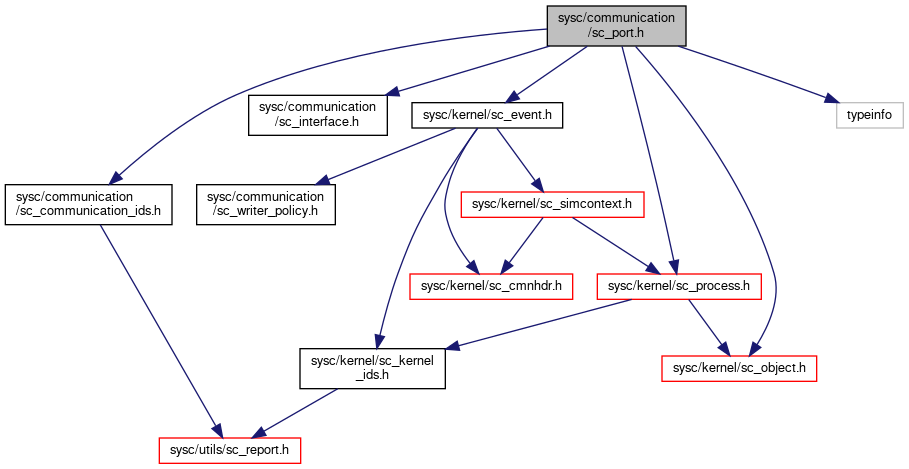 sysc/communication
/sc_port.h
sysc/communication
/sc_interface.h
sysc/kernel/sc_event.h
typeinfo
sysc/communication
/sc_communication_ids.h
sysc/communication
/sc_writer_policy.h
sysc/kernel/sc_simcontext.h
sysc/kernel/sc_cmnhdr.h
sysc/kernel/sc_process.h
sysc/kernel/sc_kernel
_ids.h
sysc/kernel/sc_object.h
sysc/utils/sc_report.h